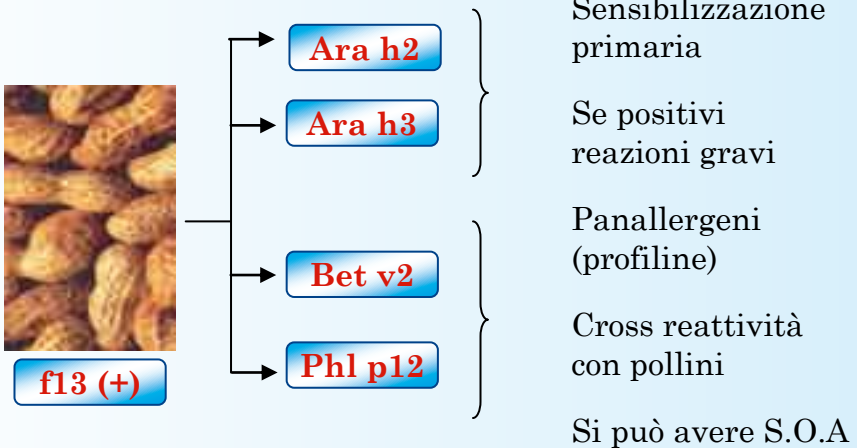 Ara h2
Ara h3
Sensibilizzazione
primaria
Se positivi
reazioni gravi
Bet v2
Phl p12
Panallergeni
(profiline)
Cross reattività
con pollini
Si può avere S.O.A
f13 (+)